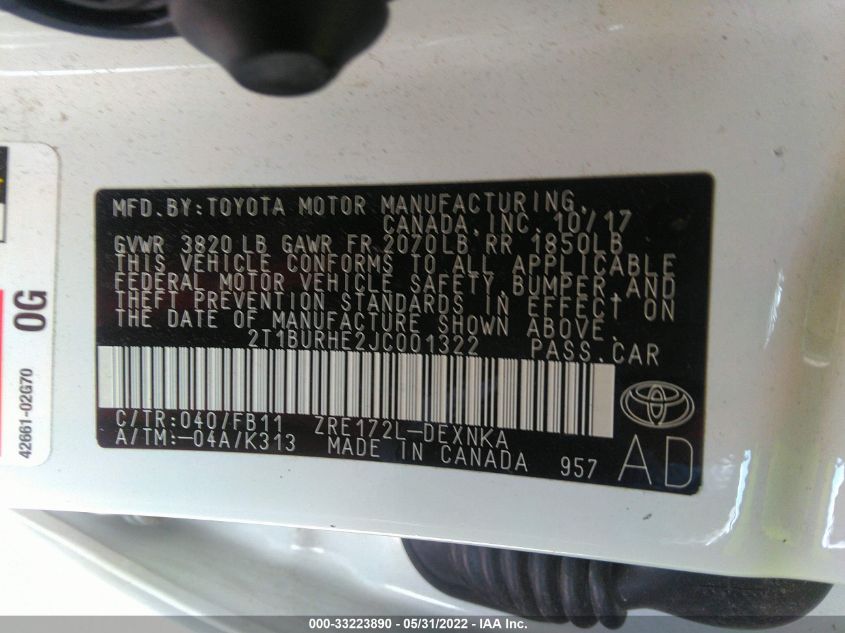 MFD.BY:TOYOTA MOTOR MANUFACTURING,
CANADA, INC. 10/17
GVWR 3820 LB GAWR FR 2070LB RR 1850LB
THIS VEHICLE CONFORMS TO ALL APPLICABLE
FEDERAL MOTOR VEHICLE SAFETY, BUMPER, AND
THEFT PREVENTION STANDARDS IN EFFECT ON
THE DATE OF MANUFACTURE SHOWN ABOVE.
2T1BURHE2JC001322 PASS.CAR
C/TR:040/FB11 ZRE172L-DEXNKA
A/TM:-04A/K313 MADE IN CANADA 957 AD
0G
42661-02G70
000-33223890 - 05/31/2022 - IAA Inc.